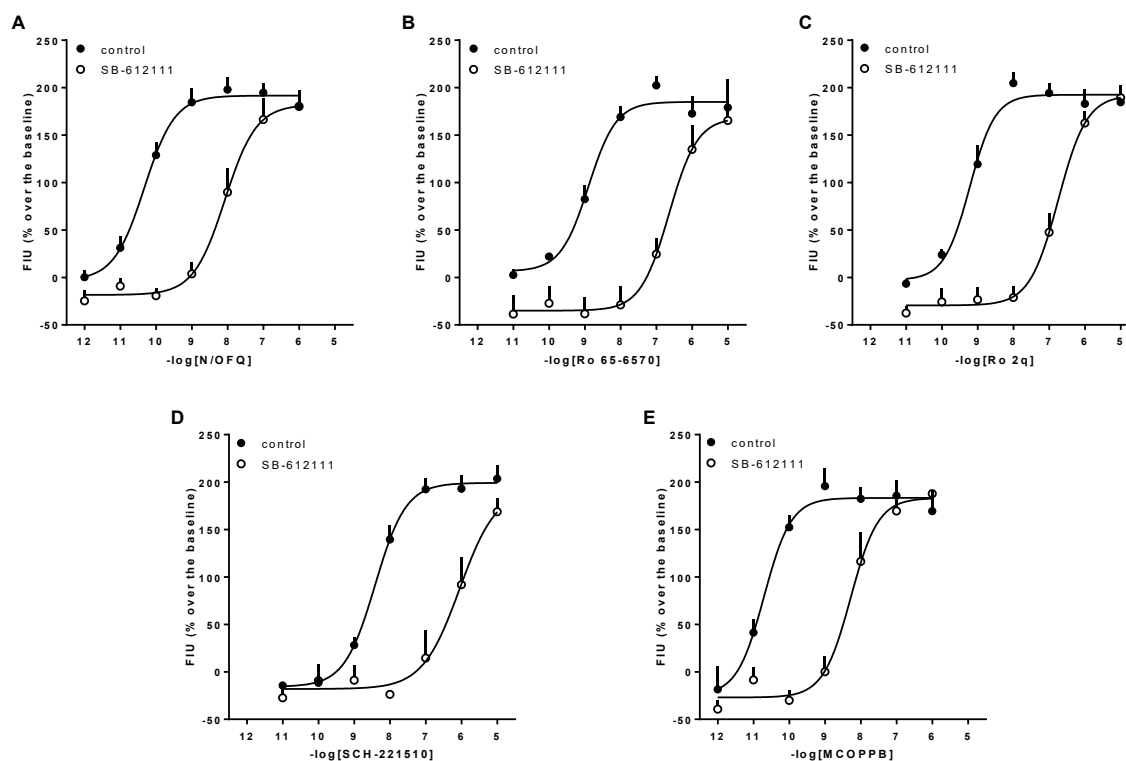 A
B
C
250
200
150
100
50
0
-50
FIU (% over the baseline)
control
SB-612111
12 11 10 9 8 7 6 5
-log[N/OFQ]
250
200
150
100
50
0
-50
FIU (% over the baseline)
control
SB-612111
12 11 10 9 8 7 6 5
-log[Ro 65-6570]
250
200
150
100
50
0
-50
FIU (% over the baseline)
control
SB-612111
12 11 10 9 8 7 6 5
-log[Ro 2q]
D
E
250
200
150
100
50
0
-50
FIU (% over the baseline)
control
SB-612111
12 11 10 9 8 7 6 5
-log[SCH-221510]
250
200
150
100
50
0
-50
FIU (% over the baseline)
control
SB-612111
12 11 10 9 8 7 6 5
-log[MCOPPB]